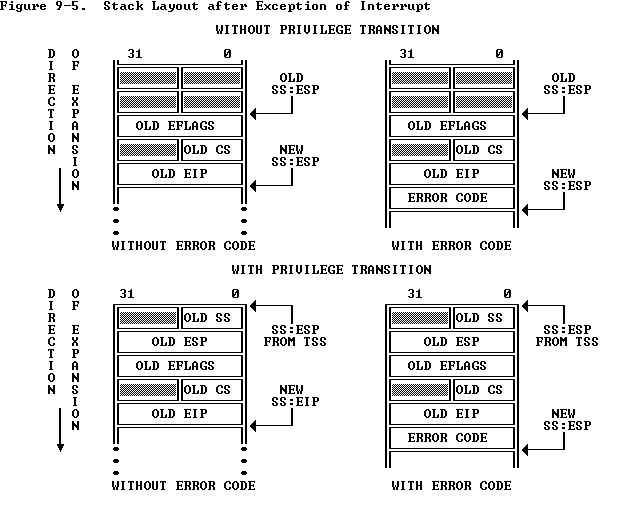 Figure 9-5. Stack Layout after Exception of Interrupt
WITHOUT PRIVILEGE TRANSITION
DIRECTION
OF EXPANSION
31 0
OLD
SS:ESP
OLD EFLAGS
OLD CS
NEW
SS:ESP
OLD EIP
WITHOUT ERROR CODE
31 0
OLD
SS:ESP
OLD EFLAGS
OLD CS
NEW
SS:ESP
OLD EIP
ERROR CODE
WITH ERROR CODE
WITH PRIVILEGE TRANSITION
DIRECTION
OF EXPANSION
31 0
OLD SS
SS:ESP
FROM TSS
OLD ESP
OLD EFLAGS
OLD CS
NEW
SS:EIP
OLD EIP
WITHOUT ERROR CODE
31 0
OLD SS
SS:ESP
FROM TSS
OLD ESP
OLD EFLAGS
OLD CS
NEW
SS:ESP
OLD EIP
ERROR CODE
WITH ERROR CODE